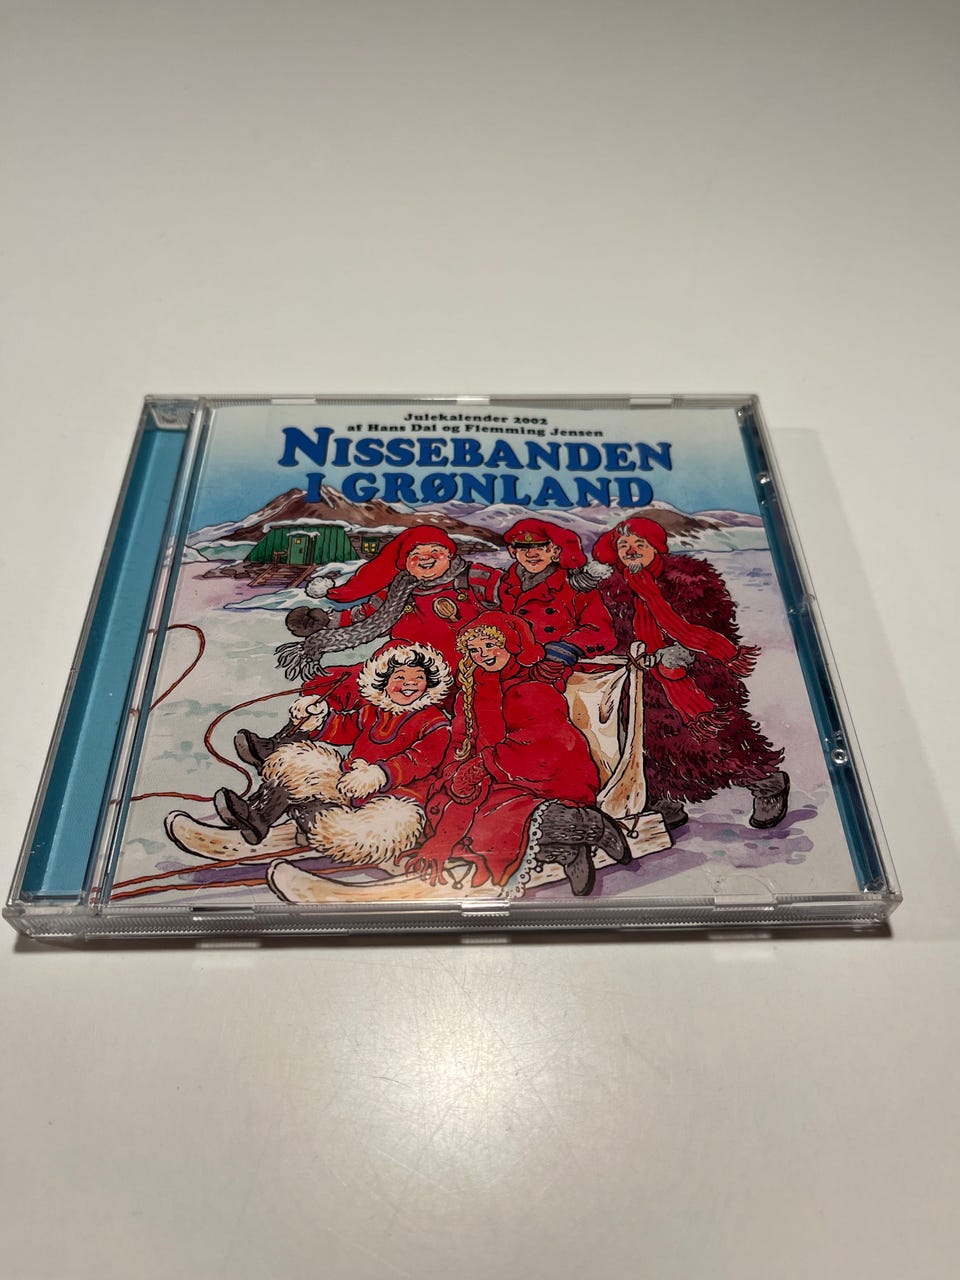 Julekalender 2002
af Hans Dal og Flemming Jensen
NISSEBANDEN
I GRØNLAND